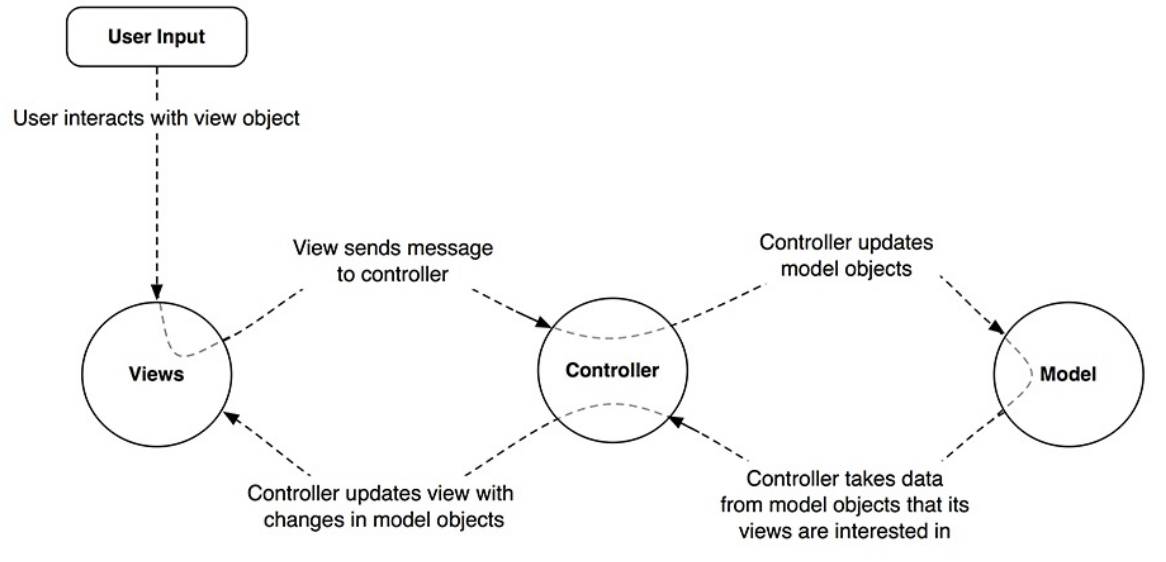 User Input
User interacts with view object
View sends message
to controller
Controller updates
model objects
Views
Controller
Model
Controller updates view with
changes in model objects
Controller takes data
from model objects that its
views are interested in